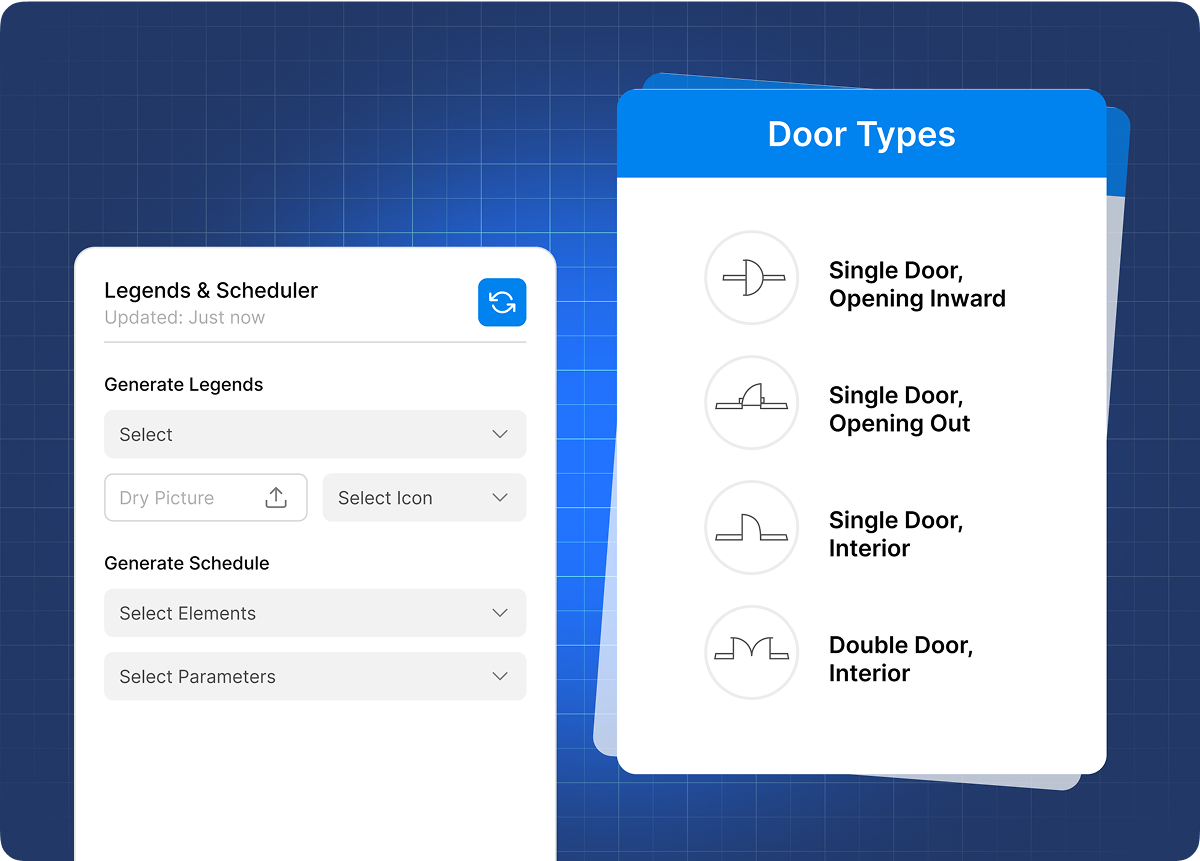 Legends & Scheduler
Updated: Just now
Generate Legends
Select
Dry Picture
Select Icon
Generate Schedule
Select Elements
Select Parameters
Door Types
Single Door,
Opening Inward
Single Door,
Opening Out
Single Door,
Interior
Double Door,
Interior